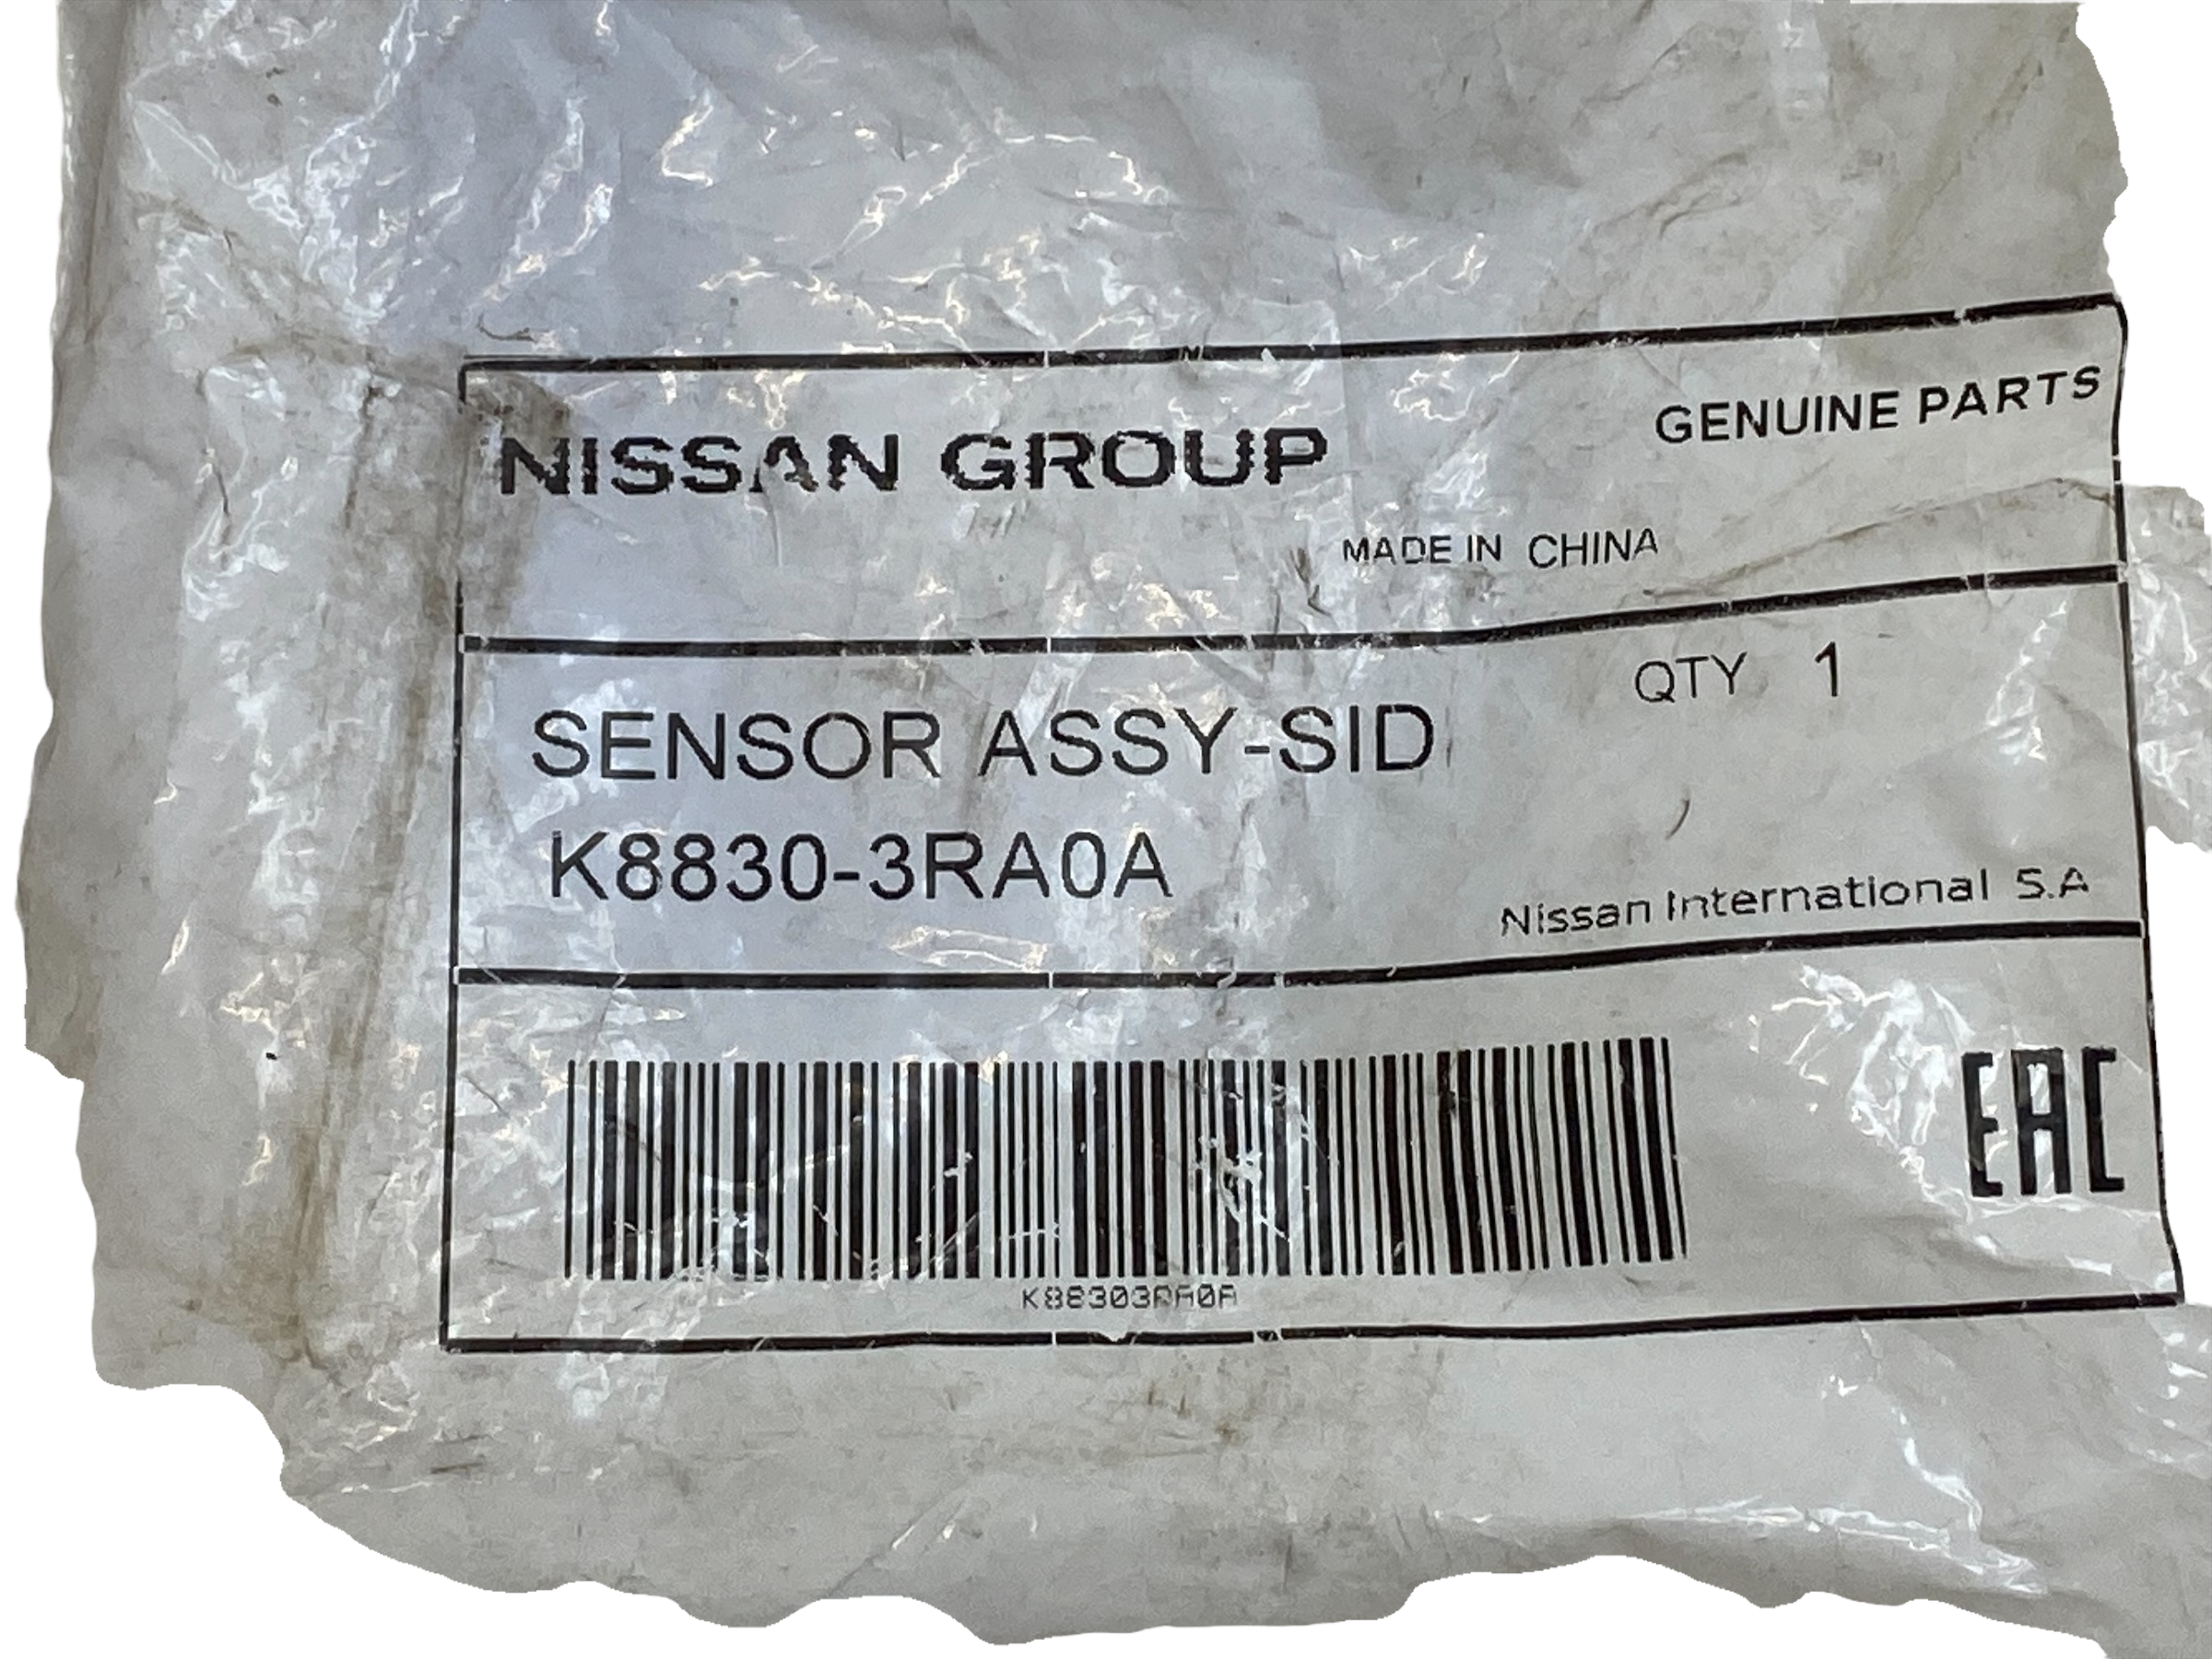 NISSAN GROUP
GENUINE PARTS
MADE IN CHINA
QTY 1
SENSOR ASSY-SID
K8830-3RA0A
Nissan International S.A
EAC
K88303RA0A